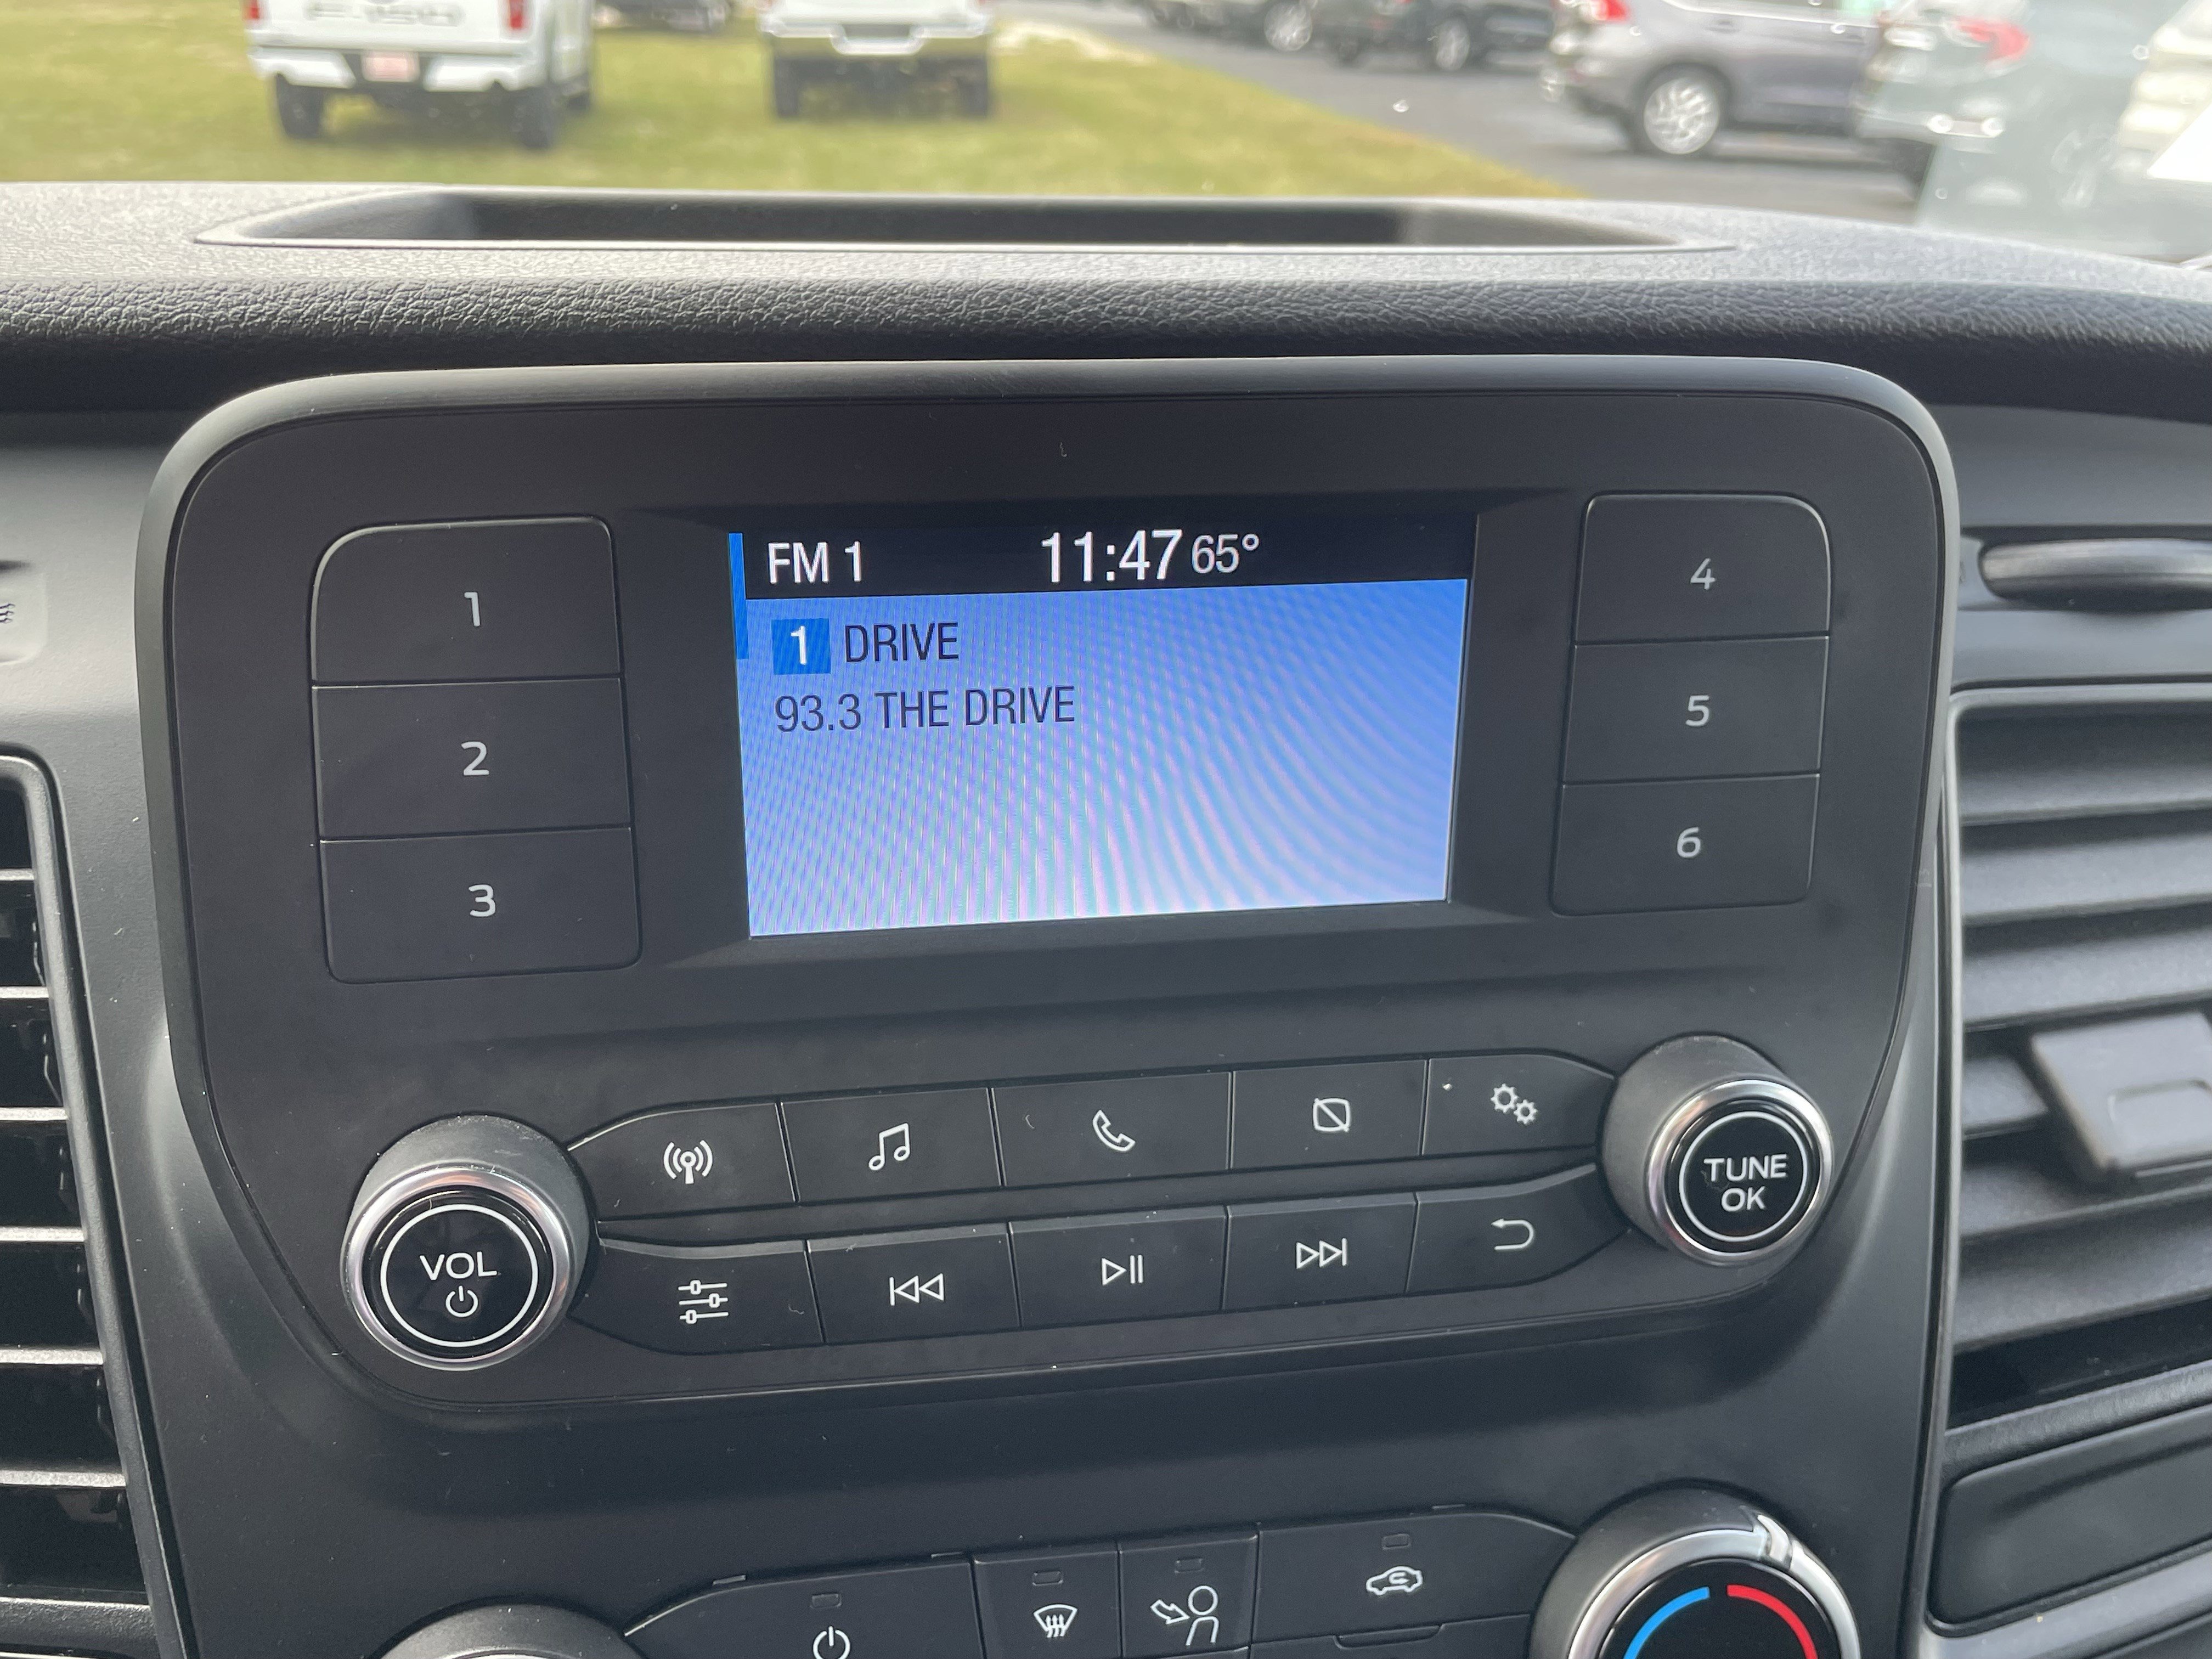 FM 1 11:47 65°
1 DRIVE
93.3 THE DRIVE
1
2
3
4
5
6
VOL
TUNE
OK